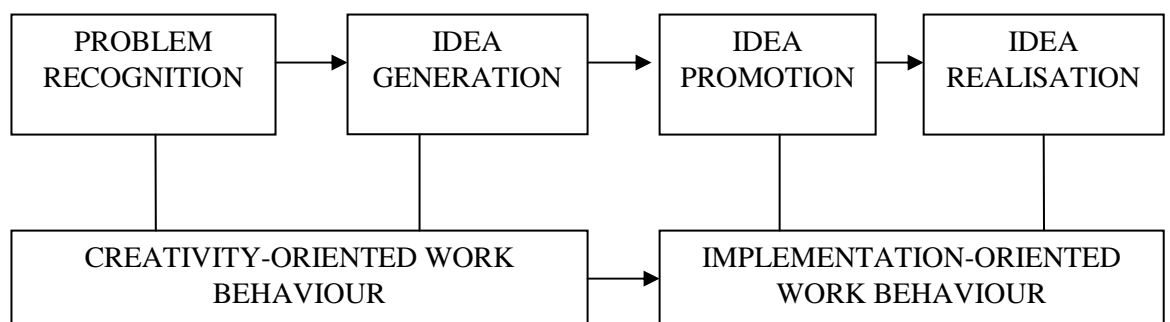 PROBLEM
RECOGNITION
IDEA
GENERATION
IDEA
PROMOTION
IDEA
REALISATION
CREATIVITY-ORIENTED WORK
BEHAVIOUR
IMPLEMENTATION-ORIENTED
WORK BEHAVIOUR